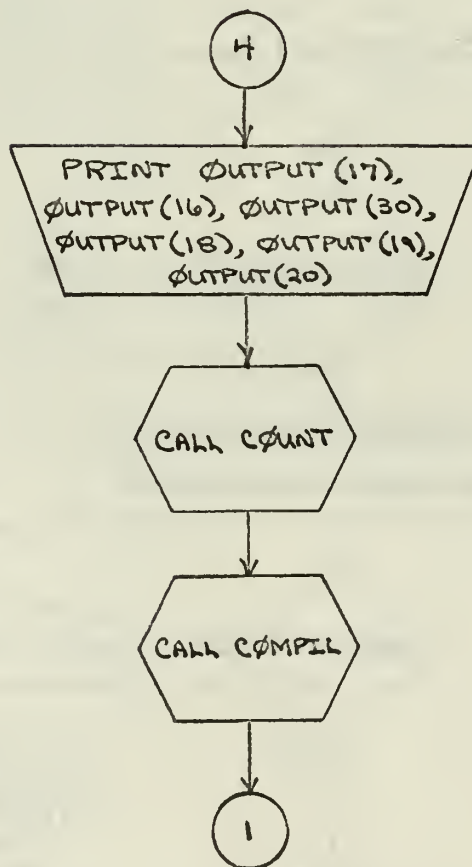 4
PRINT ØUTPUT (17),
ØUTPUT (16), ØUTPUT (30),
ØUTPUT (18), ØUTPUT (19),
ØUTPUT (20)
CALL CØUNT
CALL CØMPIL
1